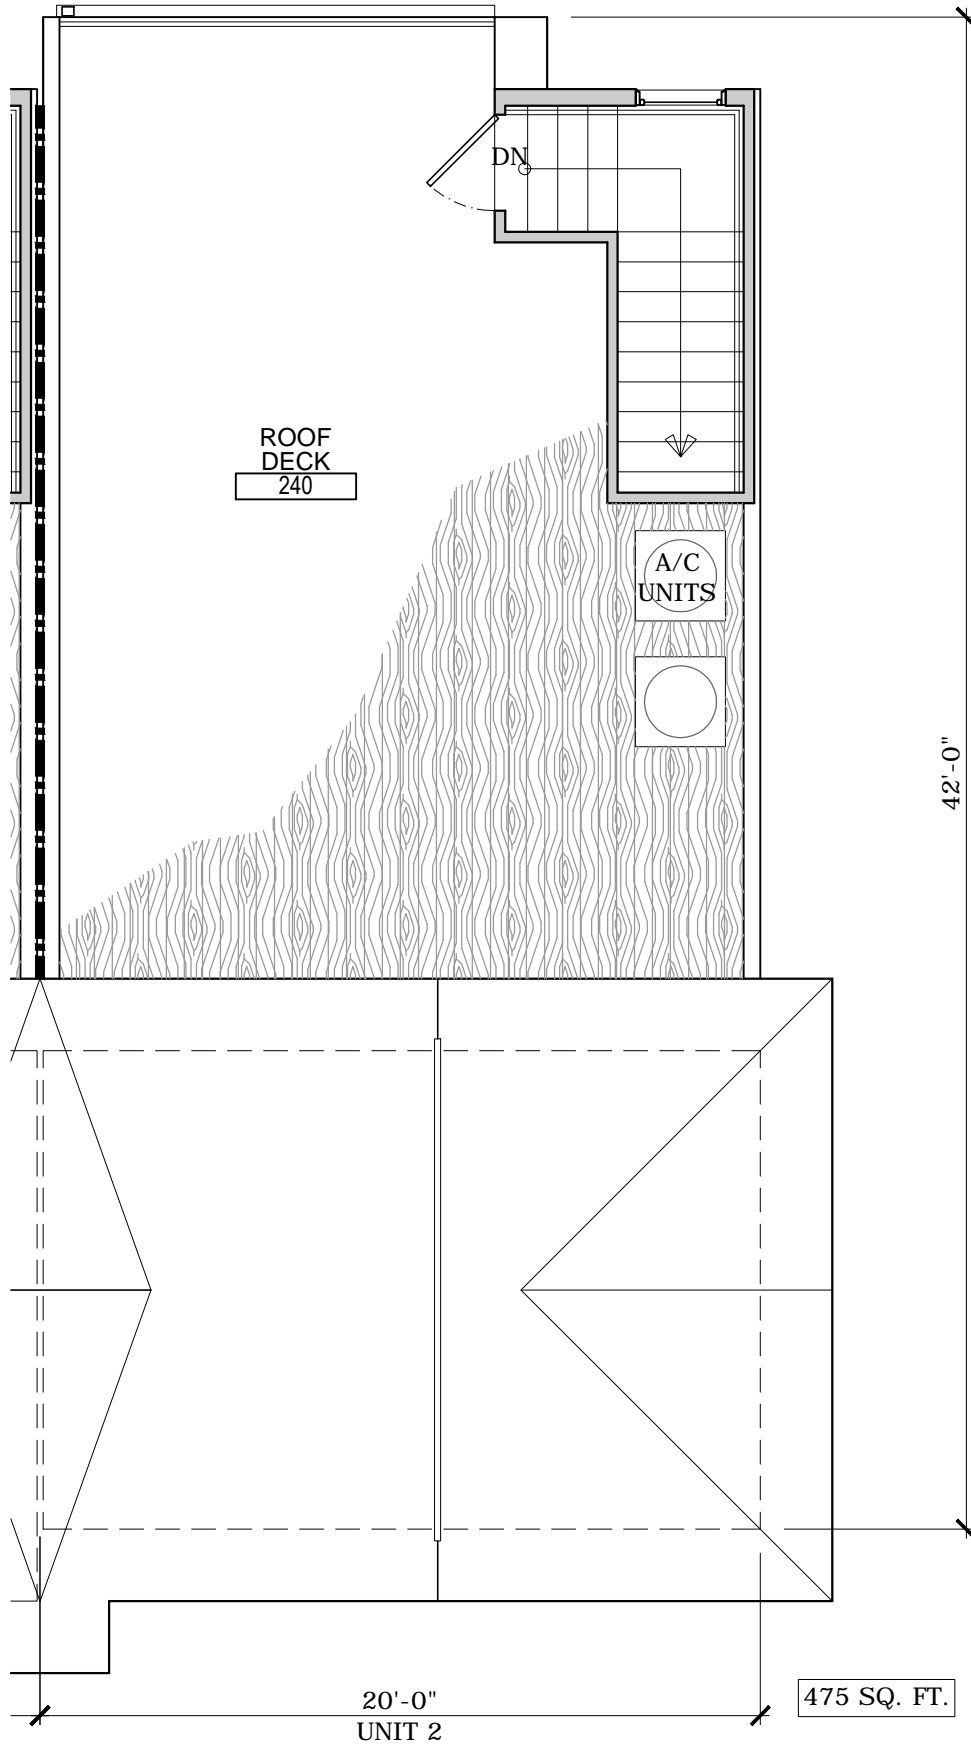 DN
ROOF
DECK
240
A/C
UNITS
42'-0"
20'-0"
UNIT 2
475 SQ. FT.